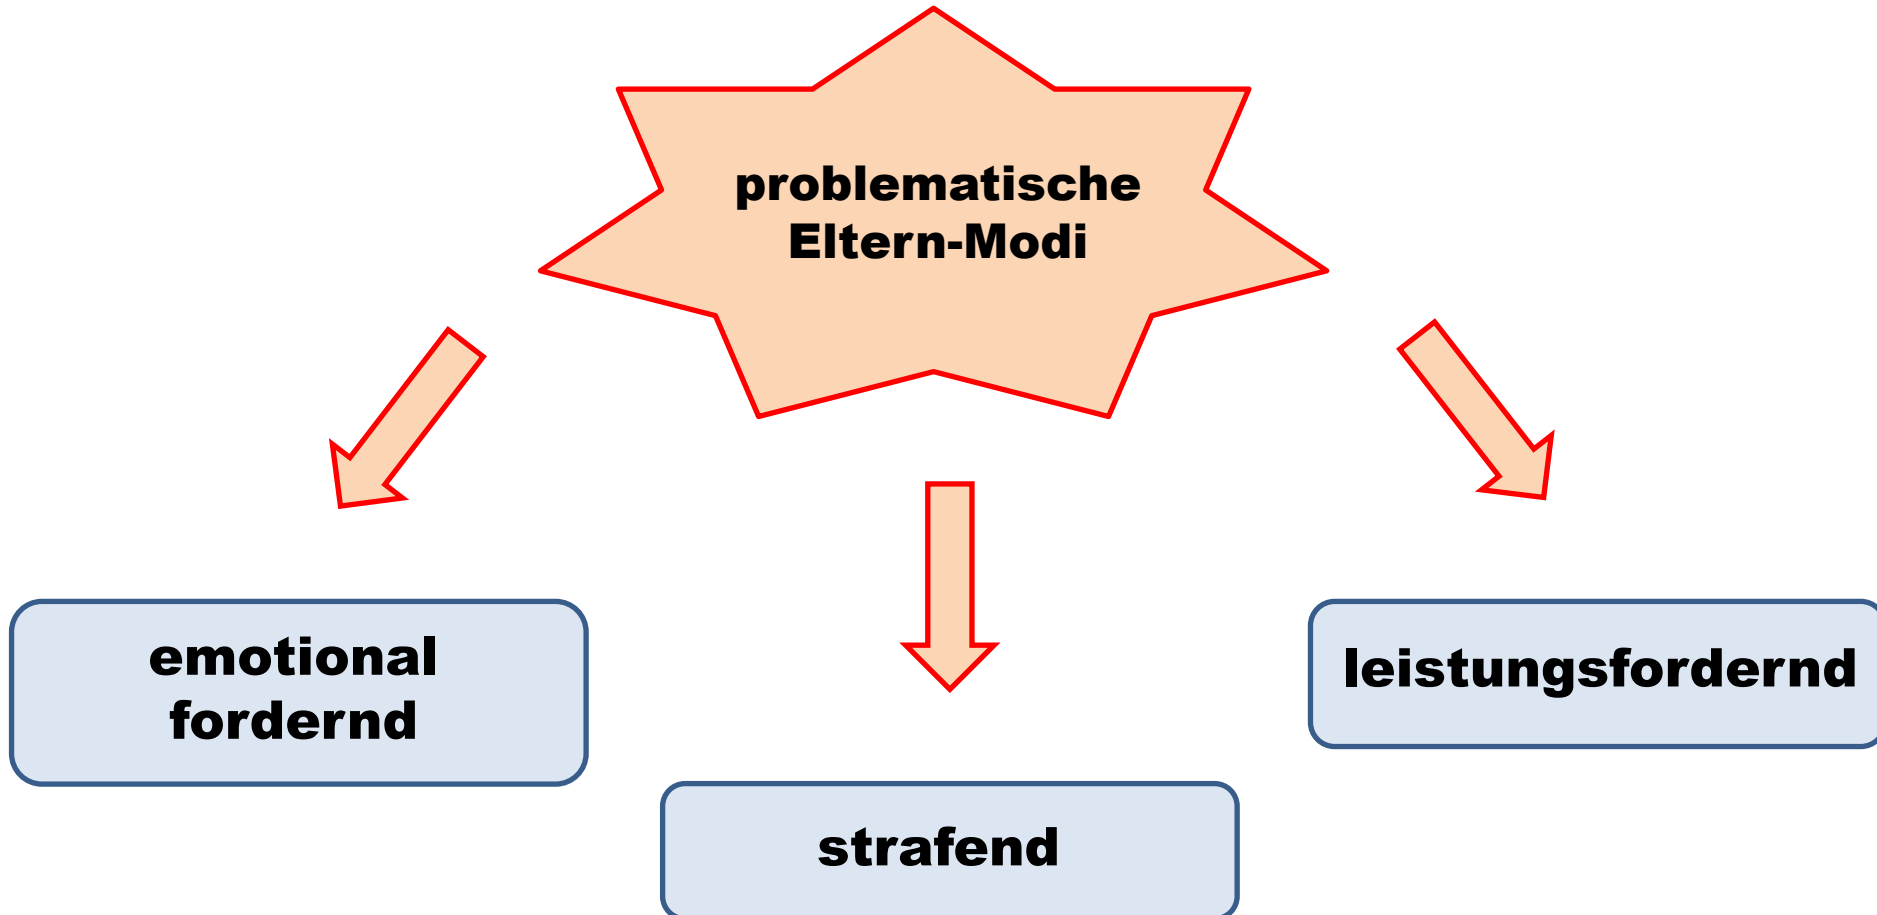 problematische
Eltern-Modi
emotional
fordernd
leistungsfordernd
strafend